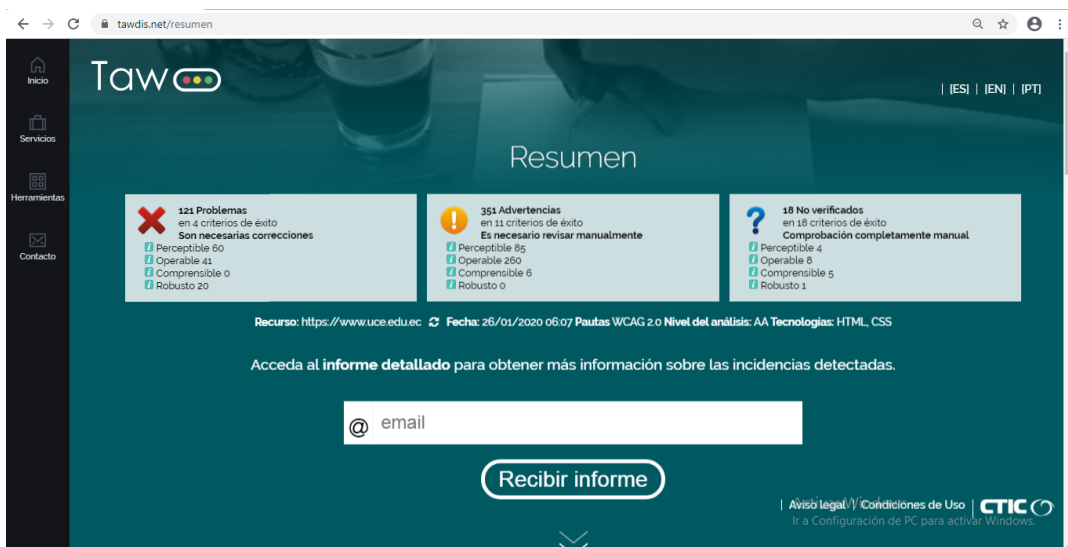 tawdis.net/resumen
Inicio
Servicios
Herramientas
Contacto
Taw
| [ES] | [EN] | [PT]
Resumen
121 Problemas
en 4 criterios de éxito
Son necesarias correcciones
i Perceptible 60
i Operable 41
i Comprensible 0
i Robusto 20
351 Advertencias
en 11 criterios de éxito
Es necesario revisar manualmente
i Perceptible 85
i Operable 260
i Comprensible 6
i Robusto 0
18 No verificados
en 18 criterios de éxito
Comprobación completamente manual
i Perceptible 4
i Operable 8
i Comprensible 5
i Robusto 1
Recurso: https://www.uce.edu.ec Fecha: 26/01/2020 06:07 Pautas WCAG 2.0 Nivel del análisis: AA Tecnologías: HTML, CSS
Acceda al informe detallado para obtener más información sobre las incidencias detectadas.
@ email
Recibir informe
| Aviso legal | Condiciones de Uso | CTIC
Activar Windows
Ir a Configuración de PC para activar Windows.